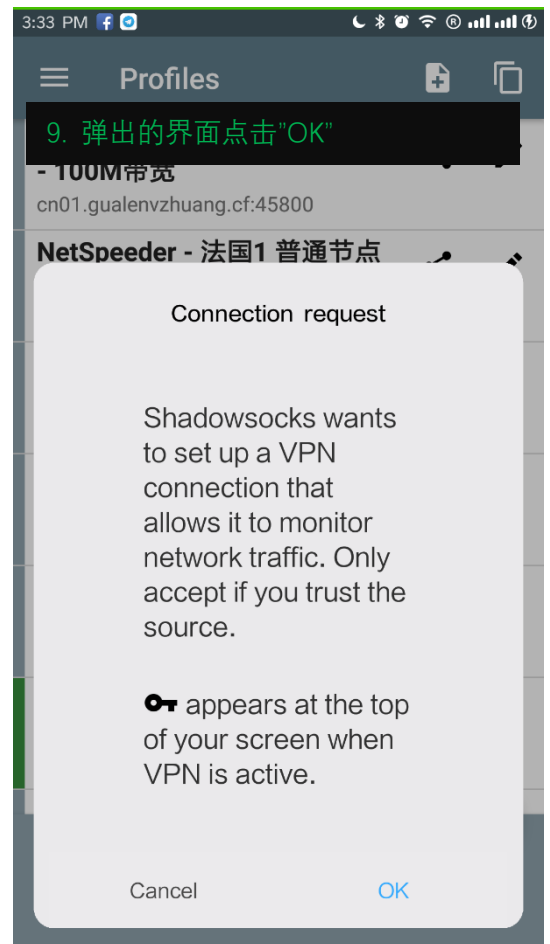 3:33 PM
Profiles
9. 弹出的界面点击”OK”
- 100M带宽
cn01.gualenvzhuang.cf:45800
NetSpeeder - 法国1 普通节点
Connection request
Shadowsocks wants
to set up a VPN
connection that
allows it to monitor
network traffic. Only
accept if you trust the
source.
appears at the top
of your screen when
VPN is active.
Cancel
OK